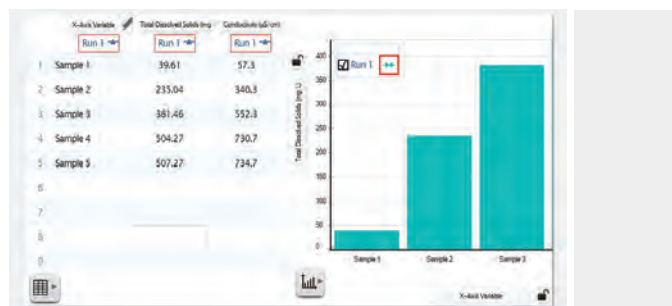 X-Axis Variable Total Dissolved Solids (mg Conductivity (µS/cm)
Run 1 Run 1 Run 1
1 Sample 1 39.61 57.3
2 Sample 2 235.04 340.3
3 Sample 3 381.46 552.3
4 Sample 4 504.27 730.7
5 Sample 5 507.27 734.7
6
7
8
9
Run 1
Total Dissolved Solids (mg/L)
400
350
300
250
200
150
100
50
0
Sample 1 Sample 2 Sample 3
X-Axis Variable